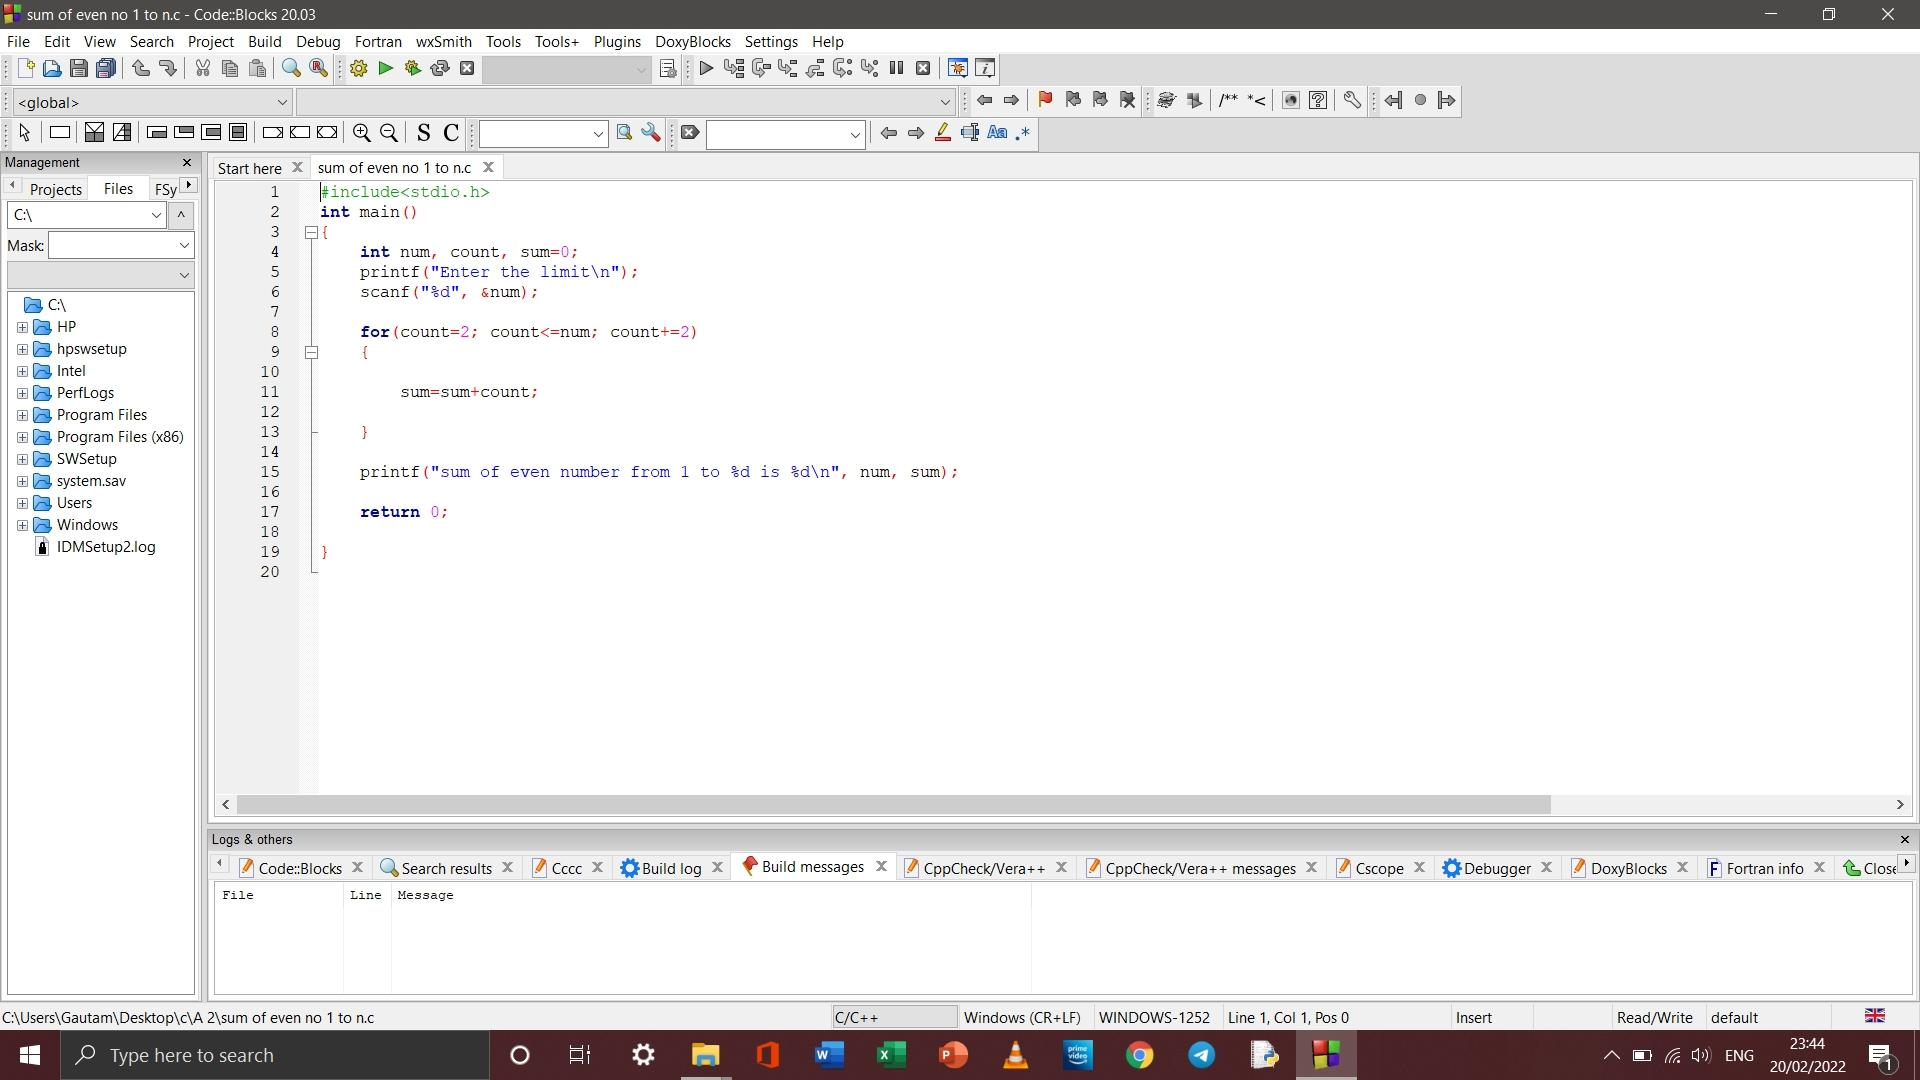 sum of even no 1 to n.c - Code::Blocks 20.03
File Edit View Search Project Build Debug Fortran wxSmith Tools Tools+ Plugins DoxyBlocks Settings Help
<global>
/** *<
S C
Aa .*
Management
Projects Files FSy
C:\
Mask:
C:\
HP
hpswsetup
Intel
PerfLogs
Program Files
Program Files (x86)
SWSetup
system.sav
Users
Windows
IDMSetup2.log
Start here sum of even no 1 to n.c
1 #include<stdio.h>
2 int main()
3 {
4 int num, count, sum=0;
5 printf("Enter the limit\n");
6 scanf("%d", &num);
7
8 for(count=2; count<=num; count+=2)
9 {
10
11 sum=sum+count;
12
13 }
14
15 printf("sum of even number from 1 to %d is %d\n", num, sum);
16
17 return 0;
18
19 }
20
Logs & others
Code::Blocks Search results Cccc Build log Build messages CppCheck/Vera++ CppCheck/Vera++ messages Cscope Debugger DoxyBlocks Fortran info Close
File Line Message
C:\Users\Gautam\Desktop\c\A 2\sum of even no 1 to n.c C/C++ Windows (CR+LF) WINDOWS-1252 Line 1, Col 1, Pos 0 Insert Read/Write default
Type here to search
prime video
ENG
23:44
20/02/2022
1